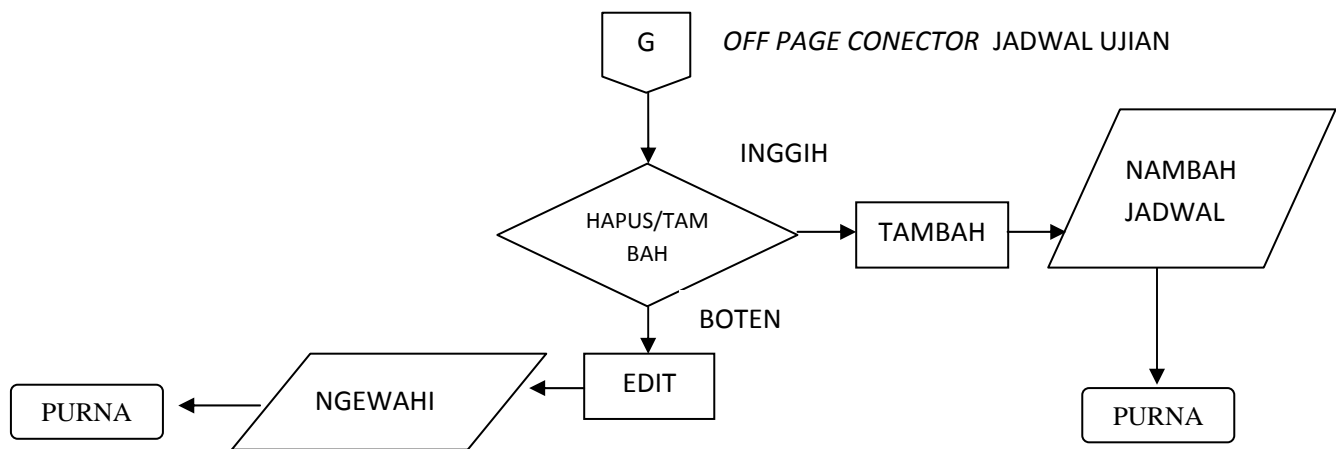 G
OFF PAGE CONECTOR JADWAL UJIAN
INGGIH
HAPUS/TAM
BAH
TAMBAH
NAMBAH
JADWAL
BOTEN
EDIT
NGEWAHI
PURNA
PURNA